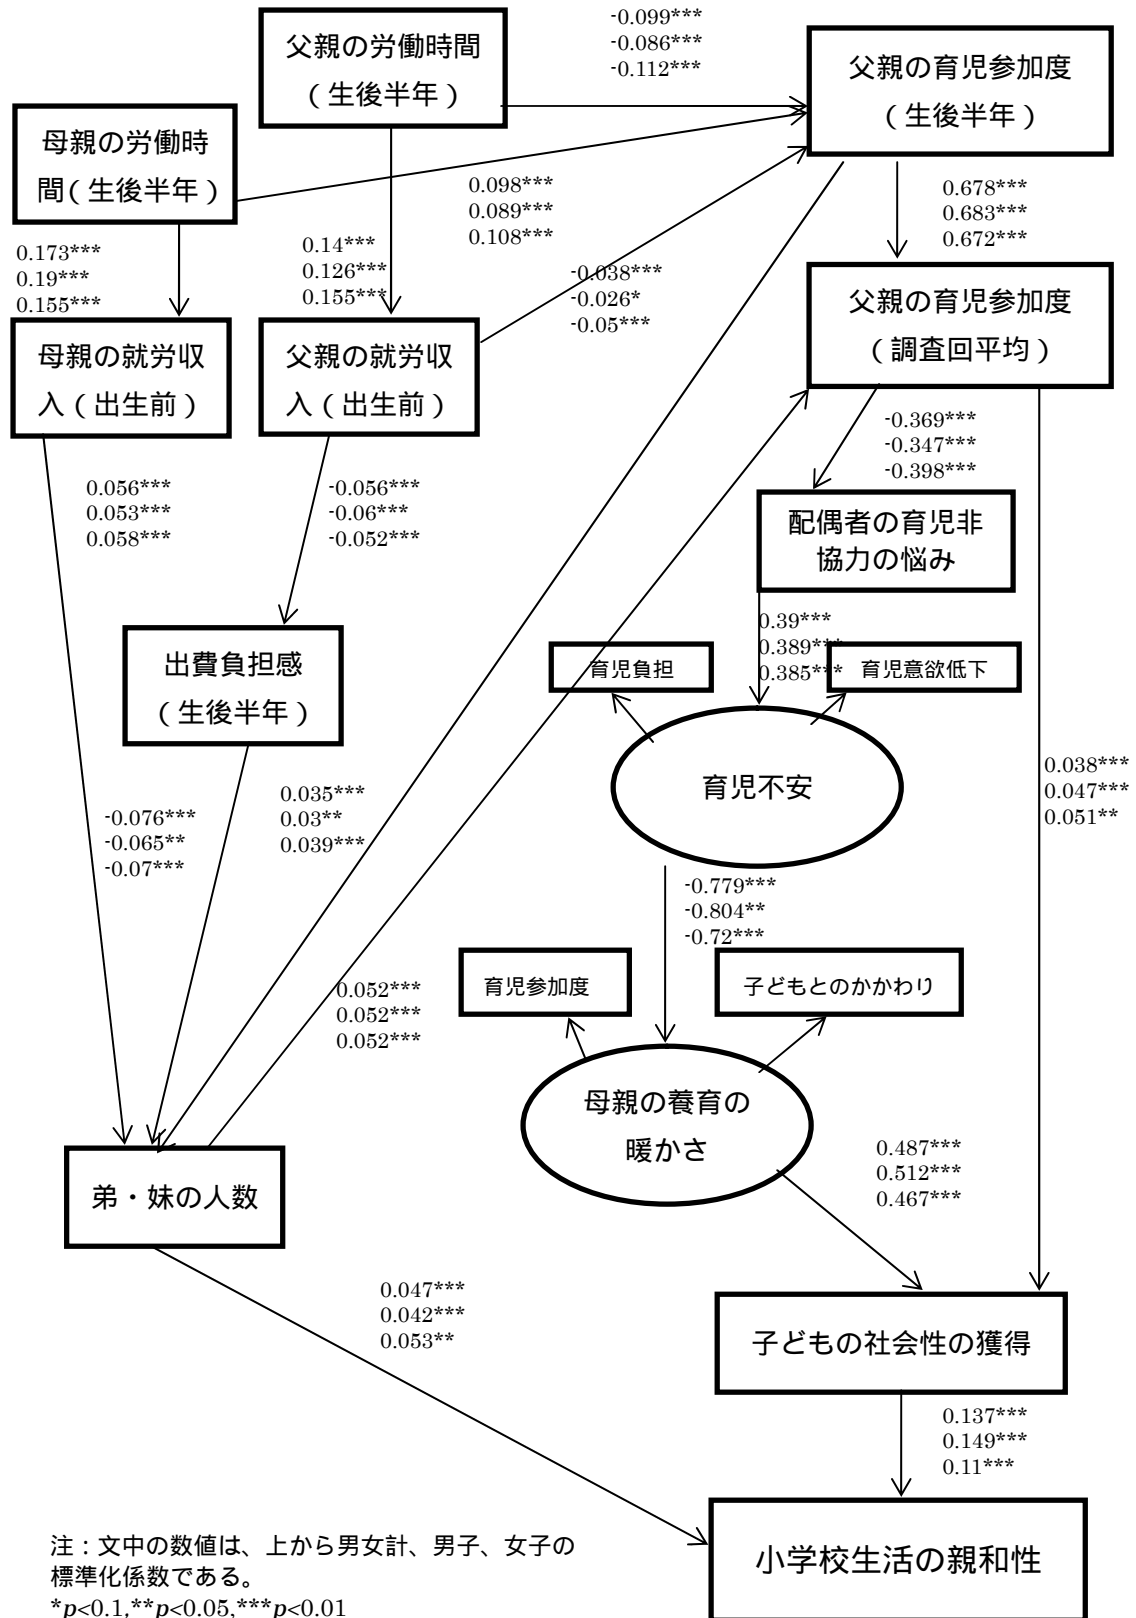 -0.099***
-0.086***
-0.112***
父親の労働時間
（生後半年）
父親の育児参加度
（生後半年）
母親の労働時
間（生後半年）
0.098***
0.089***
0.108***
0.678***
0.683***
0.672***
0.173***
0.19***
0.155***
0.14***
0.126***
0.155***
-0.038***
-0.026*
-0.05***
父親の育児参加度
（調査回平均）
母親の就労収
入（出生前）
父親の就労収
入（出生前）
-0.369***
-0.347***
-0.398***
0.056***
0.053***
0.058***
-0.056***
-0.06***
-0.052***
配偶者の育児非
協力の悩み
0.39***
0.389***
0.385***
出費負担感
（生後半年）
育児負担
育児意欲低下
育児不安
0.038***
0.047***
0.051**
-0.076***
-0.065**
-0.07***
0.035***
0.03**
0.039***
-0.779***
-0.804**
-0.72***
育児参加度
子どもとのかかわり
0.052***
0.052***
0.052***
母親の養育の
暖かさ
0.487***
0.512***
0.467***
弟・妹の人数
0.047***
0.042***
0.053**
子どもの社会性の獲得
0.137***
0.149***
0.11***
小学校生活の親和性
注：文中の数値は、上から男女計、男子、女子の
標準化係数である。
*p<0.1,**p<0.05,***p<0.01